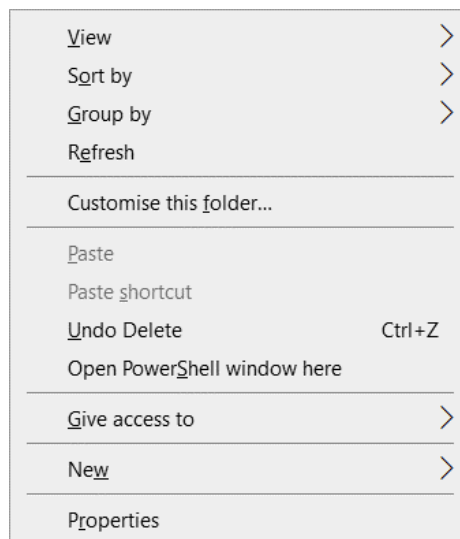 View
Sort by
Group by
Refresh
Customise this folder...
Paste
Paste shortcut
Undo Delete Ctrl+Z
Open PowerShell window here
Give access to
New
Properties